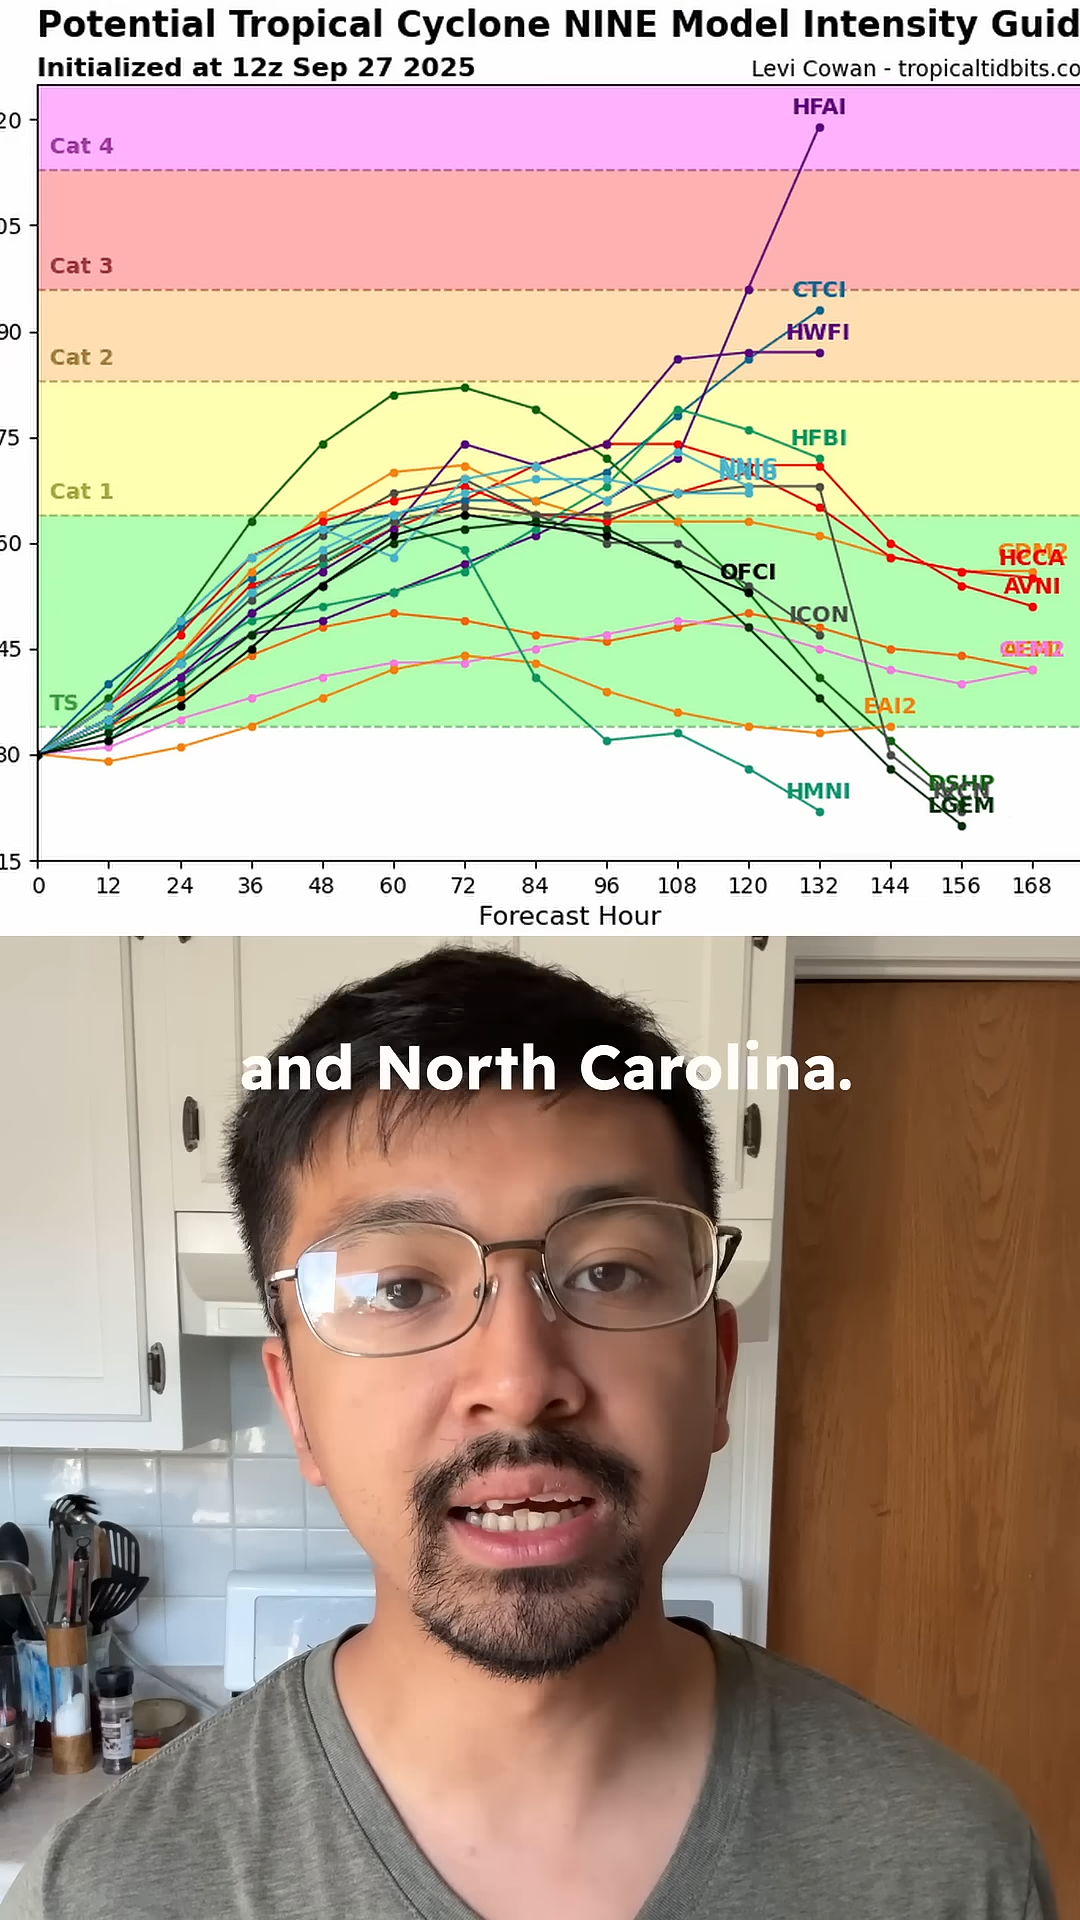 Potential Tropical Cyclone NINE Model Intensity Guid
Initialized at 12z Sep 27 2025
Levi Cowan - tropicaltidbits.co
HFAI
20
Cat 4
05
Cat 3
CTCI
90
HWFI
Cat 2
75
HFBI
Cat 1
60
HCCA
OFCI
AVNI
ICON
45
TS
EAI2
30
DSHP
HMNI
LGEM
15
0 12 24 36 48 60 72 84 96 108 120 132 144 156 168
Forecast Hour
and North Carolina.